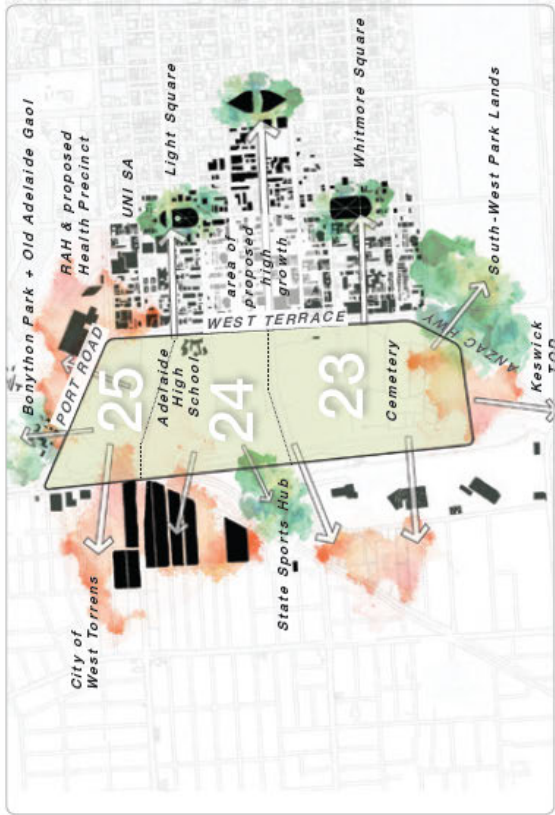 Bonython Park + Old Adelaide Gaol
RAH & proposed
Health Precinct
UNI SA
Light Square
PORT ROAD
25
Adelaide
High
School
WEST TERRACE
area of
proposed
high
growth
24
23
Whitmore Square
Cemetery
South-West Park Lands
ANZAC HWY
Keswick
City of
West Torrens
State Sports Hub